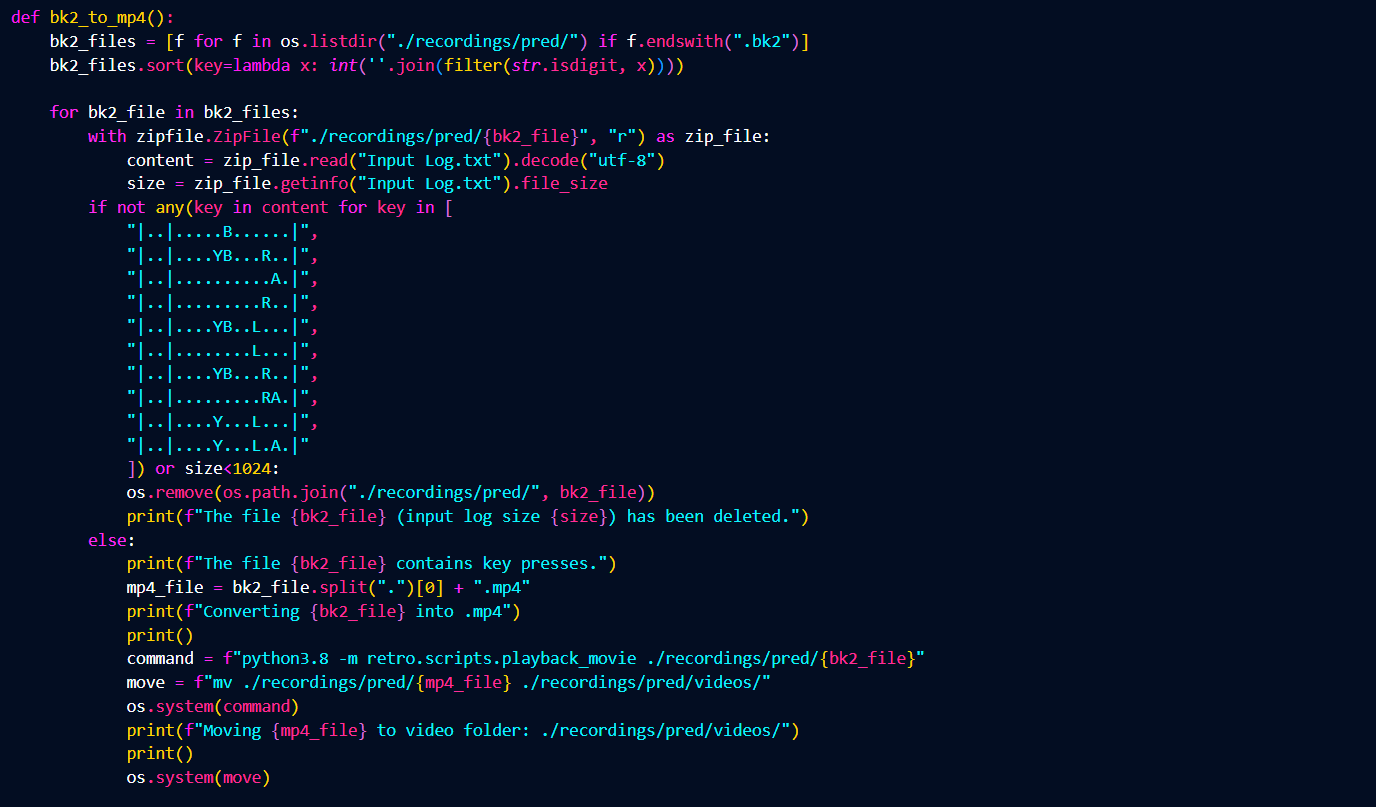 def bk2_to_mp4():
    bk2_files = [f for f in os.listdir("./recordings/pred/") if f.endswith(".bk2")]
    bk2_files.sort(key=lambda x: int(''.join(filter(str.isdigit, x))))

    for bk2_file in bk2_files:
        with zipfile.ZipFile(f"./recordings/pred/{bk2_file}", "r") as zip_file:
            content = zip_file.read("Input Log.txt").decode("utf-8")
            size = zip_file.getinfo("Input Log.txt").file_size
        if not any(key in content for key in [
            "|..|.....B......|",
            "|..|....YB...R..|",
            "|..|..........A.|",
            "|..|.........R..|",
            "|..|....YB..L...|",
            "|..|........L...|",
            "|..|....YB...R..|",
            "|..|.........RA.|",
            "|..|....Y...L...|",
            "|..|....Y...L.A.|"
            ]) or size<1024:
            os.remove(os.path.join("./recordings/pred/", bk2_file))
            print(f"The file {bk2_file} (input log size {size}) has been deleted.")
        else:
            print(f"The file {bk2_file} contains key presses.")
            mp4_file = bk2_file.split(".")[0] + ".mp4"
            print(f"Converting {bk2_file} into .mp4")
            print()
            command = f"python3.8 -m retro.scripts.playback_movie ./recordings/pred/{bk2_file}"
            move = f"mv ./recordings/pred/{mp4_file} ./recordings/pred/videos/"
            os.system(command)
            print(f"Moving {mp4_file} to video folder: ./recordings/pred/videos/")
            print()
            os.system(move)